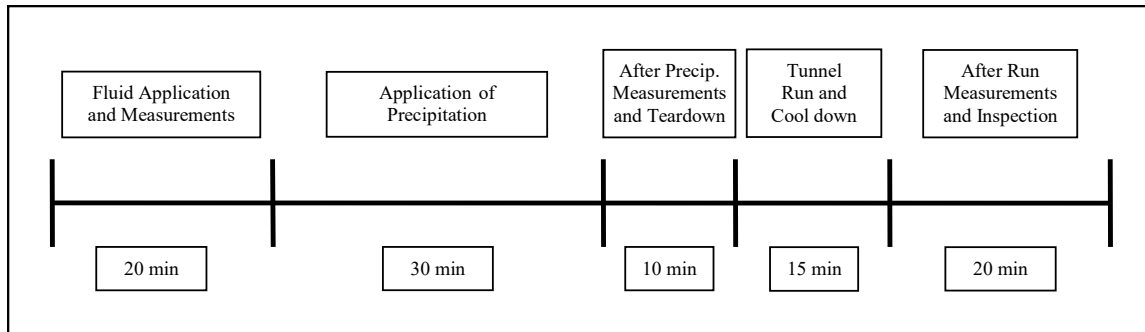 Fluid Application
and Measurements
Application of
Precipitation
After Precip.
Measurements
and Teardown
Tunnel
Run and
Cool down
After Run
Measurements
and Inspection
20 min
30 min
10 min
15 min
20 min